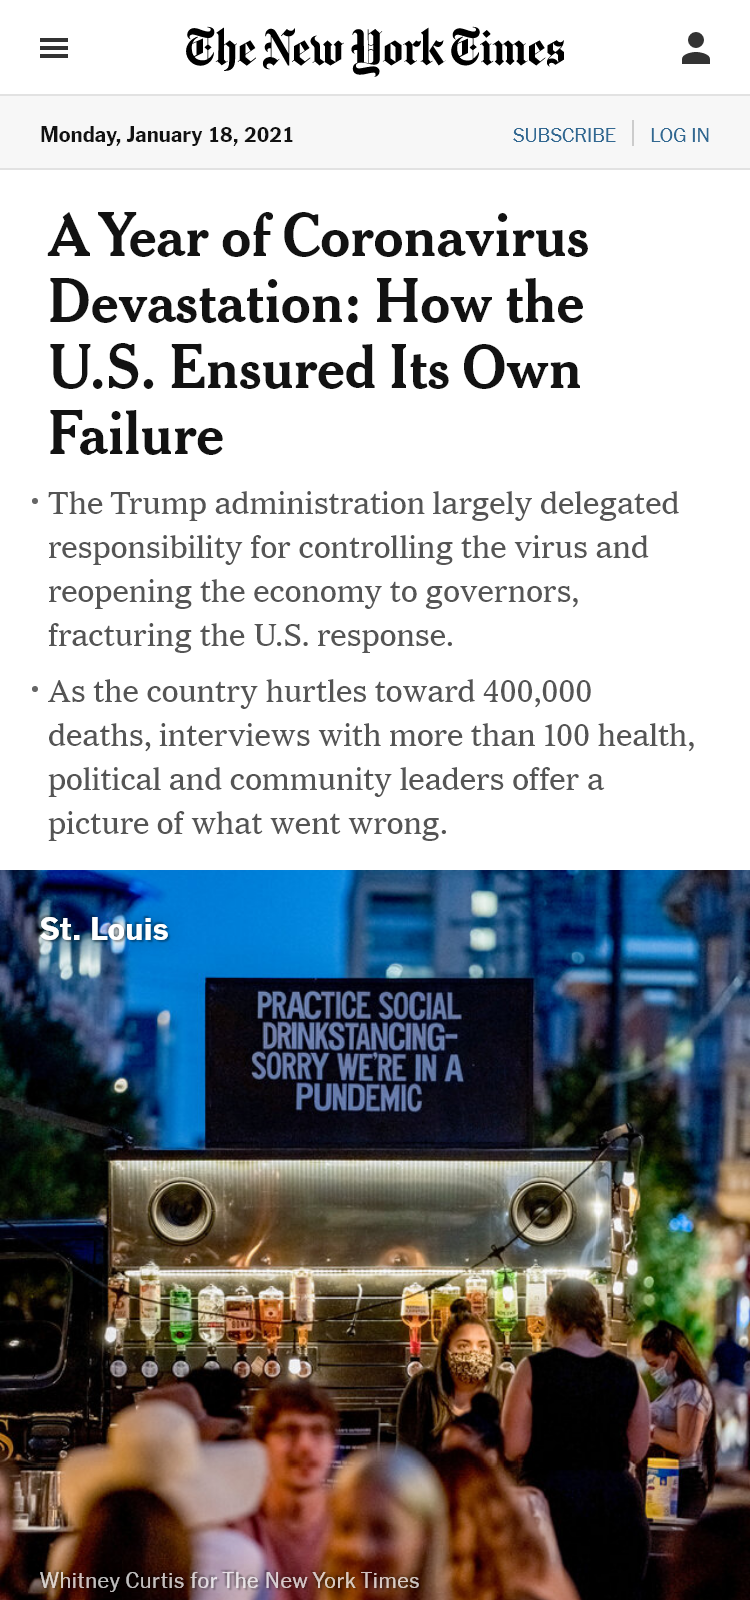 The New York Times
Monday, January 18, 2021
SUBSCRIBE
LOG IN
A Year of Coronavirus
Devastation: How the
U.S. Ensured Its Own
Failure
• The Trump administration largely delegated
responsibility for controlling the virus and
reopening the economy to governors,
fracturing the U.S. response.
• As the country hurtles toward 400,000
deaths, interviews with more than 100 health,
political and community leaders offer a
picture of what went wrong.
St. Louis
PRACTICE SOCIAL
DRINKSTANCING-
SORRY WE'RE IN A
PUNDEMIC
Whitney Curtis for The New York Times